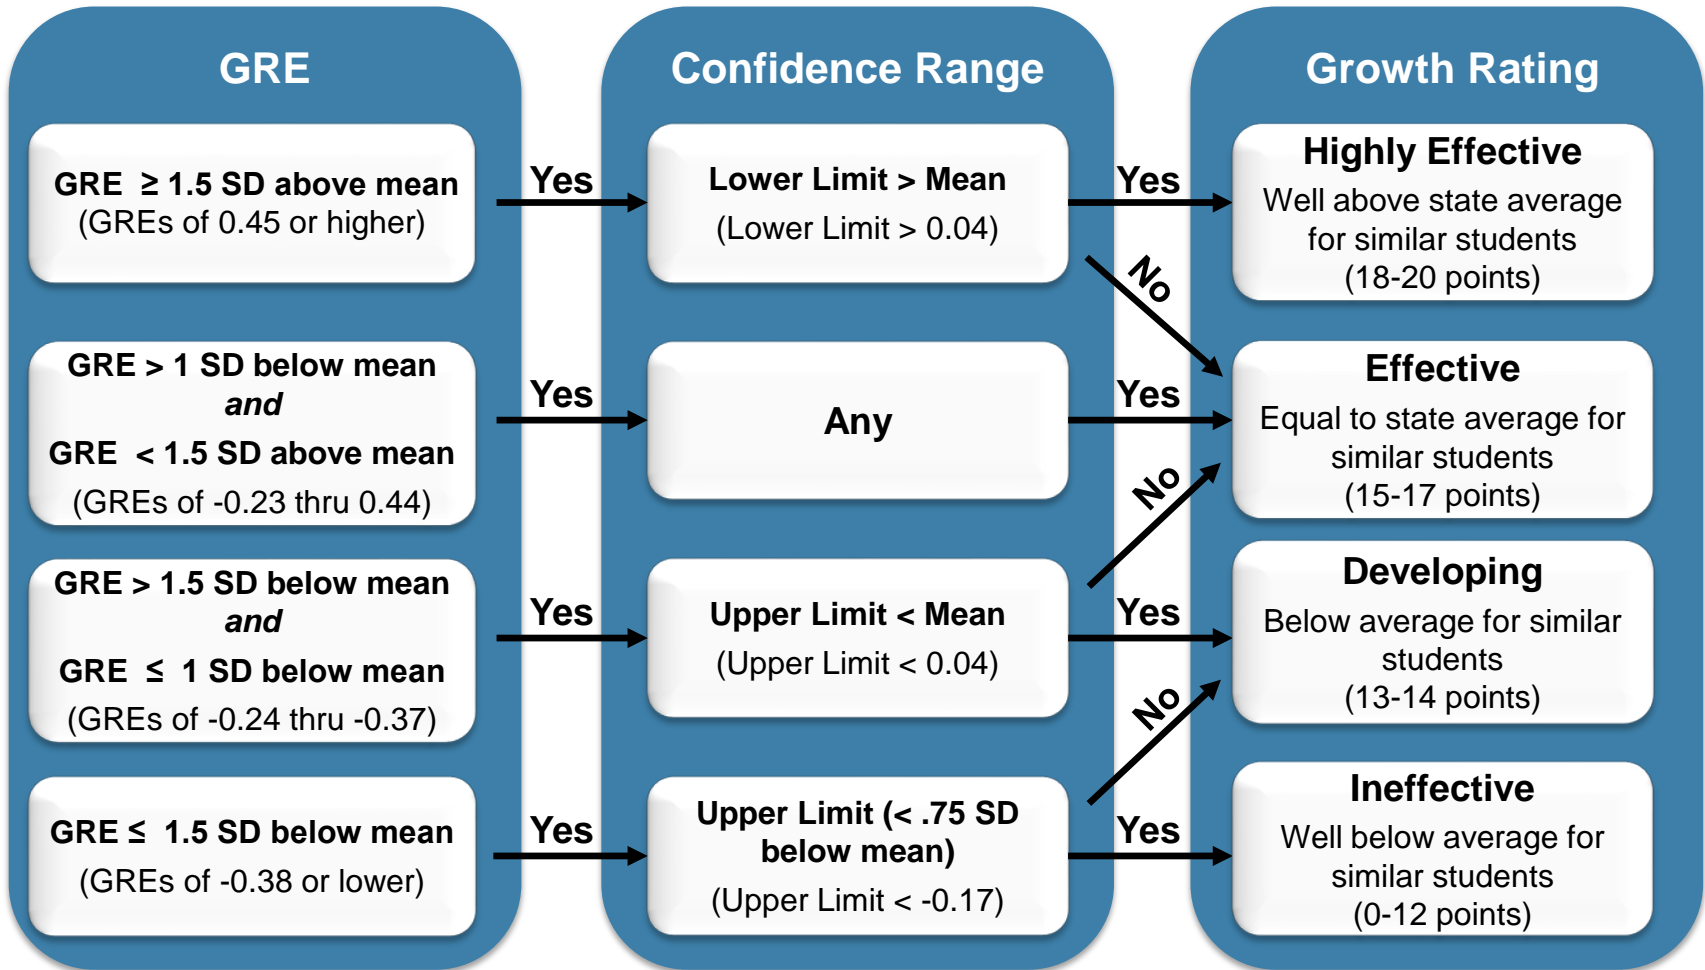 GRE
GRE ≥ 1.5 SD above mean
(GREs of 0.45 or higher)
GRE > 1 SD below mean
and
GRE < 1.5 SD above mean
(GREs of -0.23 thru 0.44)
GRE > 1.5 SD below mean
and
GRE ≤ 1 SD below mean
(GREs of -0.24 thru -0.37)
GRE ≤ 1.5 SD below mean
(GREs of -0.38 or lower)
Yes
Yes
Yes
Yes
Confidence Range
Lower Limit > Mean
(Lower Limit > 0.04)
Any
Upper Limit < Mean
(Upper Limit < 0.04)
Upper Limit (< .75 SD
below mean)
(Upper Limit < -0.17)
Yes
No
Yes
No
Yes
No
Yes
Growth Rating
Highly Effective
Well above state average
for similar students
(18-20 points)
Effective
Equal to state average for
similar students
(15-17 points)
Developing
Below average for similar
students
(13-14 points)
Ineffective
Well below average for
similar students
(0-12 points)